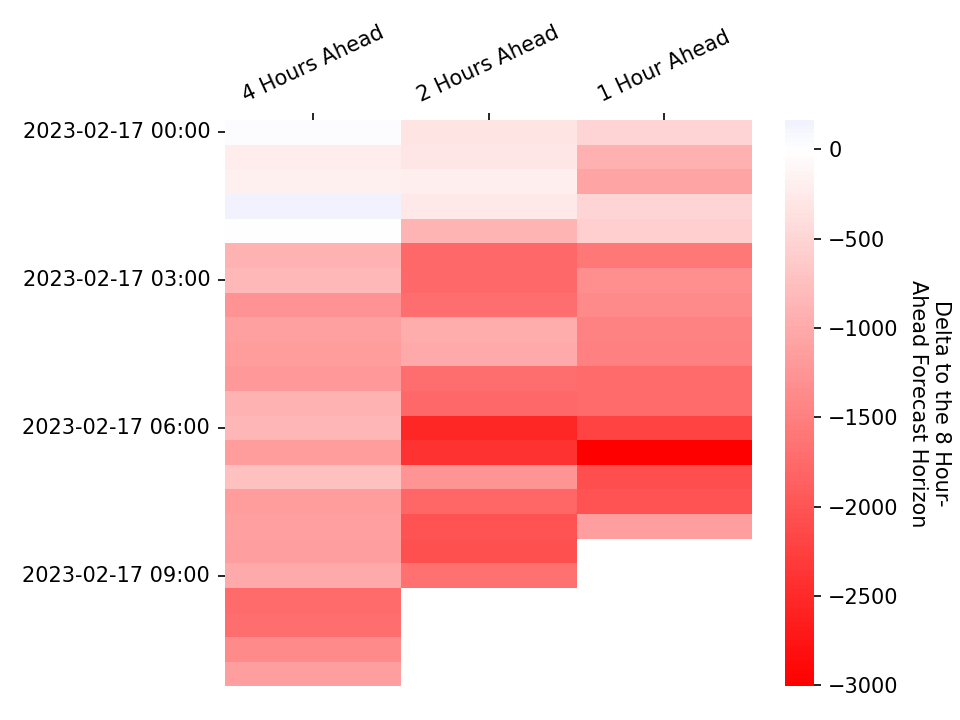 4 Hours Ahead
2 Hours Ahead
1 Hour Ahead
2023-02-17 00:00
2023-02-17 03:00
2023-02-17 06:00
2023-02-17 09:00
0
−500
−1000
−1500
−2000
−2500
−3000
Delta to the 8 Hour-
Ahead Forecast Horizon